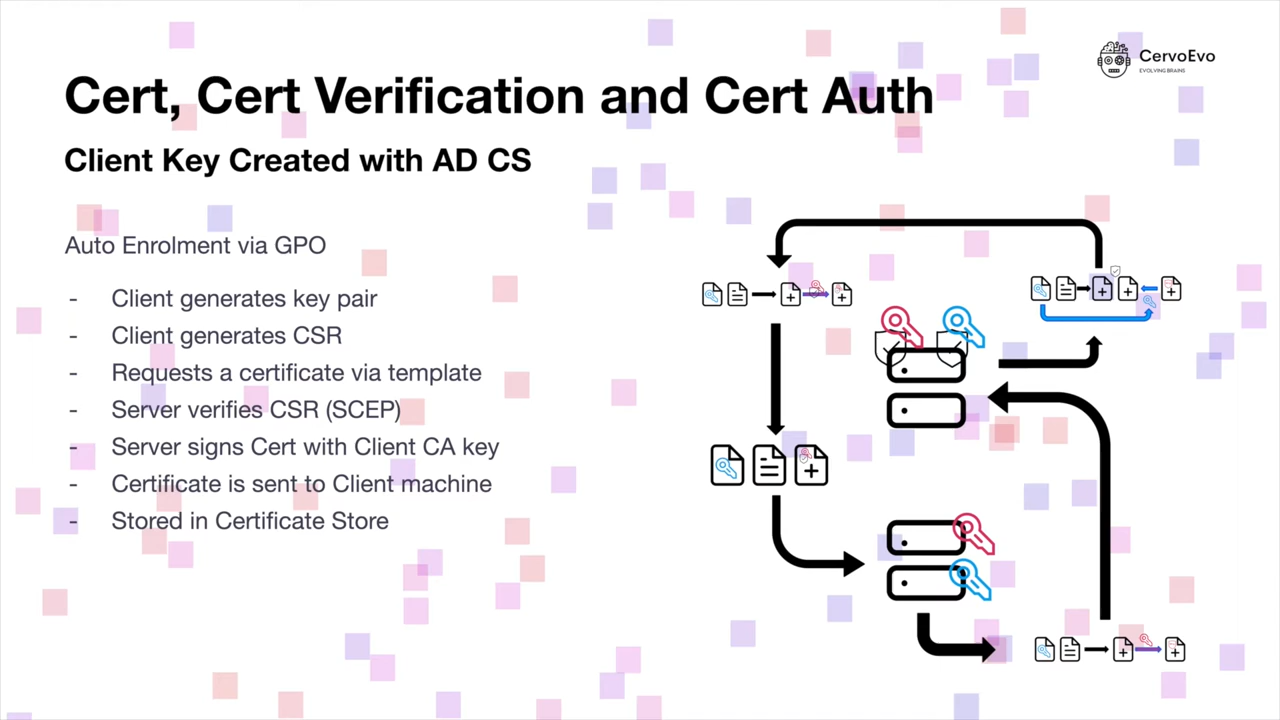 CervoEvo
EVOLVING BRAINS
Cert, Cert Verification and Cert Auth
Client Key Created with AD CS
Auto Enrolment via GPO
- Client generates key pair
- Client generates CSR
- Requests a certificate via template
- Server verifies CSR (SCEP)
- Server signs Cert with Client CA key
- Certificate is sent to Client machine
- Stored in Certificate Store